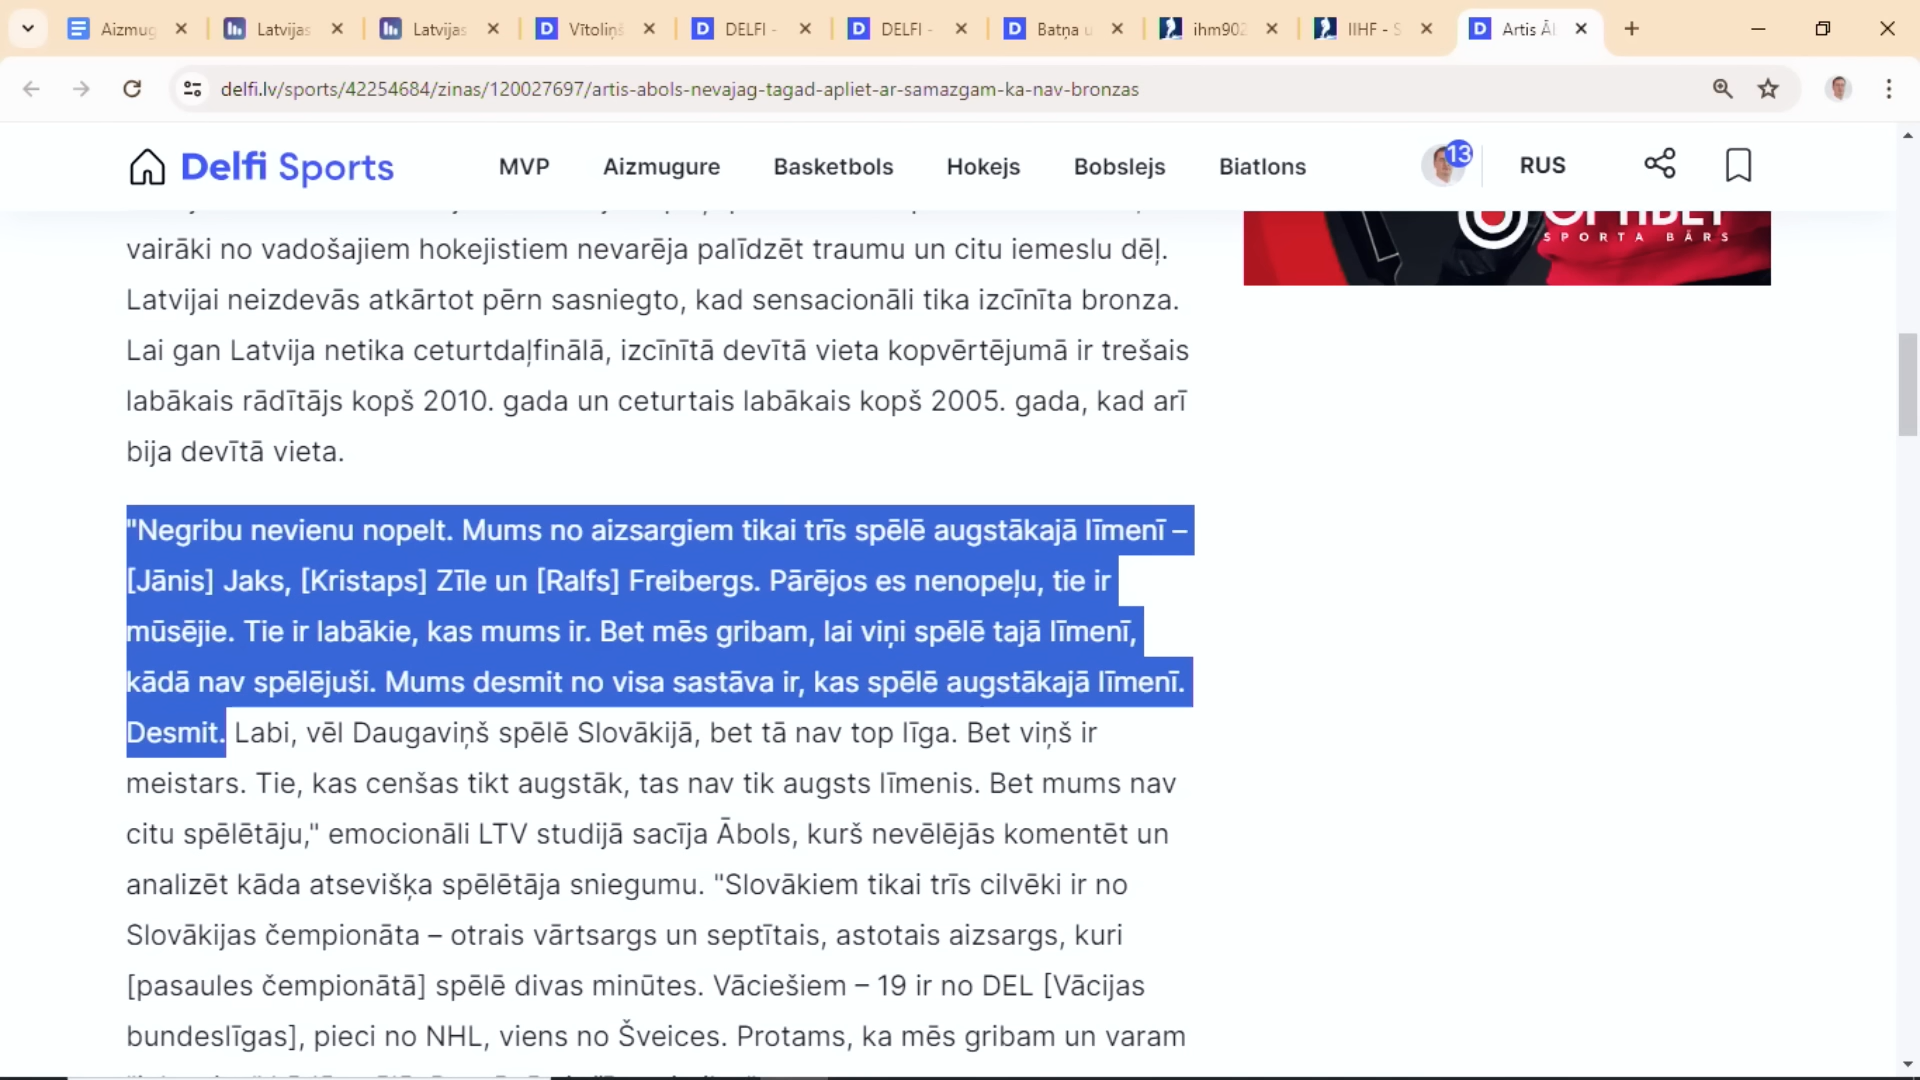 Aizmug
Latvijas
Latvijas
Vītoliņš
DELFI -
DELFI -
Batņa u
ihm902
IIHF - S
Artis Āl
delfi.lv/sports/42254684/zinas/120027697/artis-abols-nevajag-tagad-apliet-ar-samazgam-ka-nav-bronzas
Delfi Sports
MVP
Aizmugure
Basketbols
Hokejs
Bobslejs
Biatlons
13
RUS
OPTIBET
SPORTA BĀRS
vairāki no vadošajiem hokejistiem nevarēja palīdzēt traumu un citu iemeslu dēļ.
Latvijai neizdevās atkārtot pērn sasniegto, kad sensacionāli tika izcīnīta bronza.
Lai gan Latvija netika ceturtdaļfinālā, izcīnītā devītā vieta kopvērtējumā ir trešais
labākais rādītājs kopš 2010. gada un ceturtais labākais kopš 2005. gada, kad arī
bija devītā vieta.
"Negribu nevienu nopelt. Mums no aizsargiem tikai trīs spēlē augstākajā līmenī –
[Jānis] Jaks, [Kristaps] Zīle un [Ralfs] Freibergs. Pārējos es nenopeļu, tie ir
mūsējie. Tie ir labākie, kas mums ir. Bet mēs gribam, lai viņi spēlē tajā līmenī,
kādā nav spēlējuši. Mums desmit no visa sastāva ir, kas spēlē augstākajā līmenī.
Desmit. Labi, vēl Daugaviņš spēlē Slovākijā, bet tā nav top līga. Bet viņš ir
meistars. Tie, kas cenšas tikt augstāk, tas nav tik augsts līmenis. Bet mums nav
citu spēlētāju," emocionāli LTV studijā sacīja Ābols, kurš nevēlējās komentēt un
analizēt kāda atsevišķa spēlētāja sniegumu. "Slovākiem tikai trīs cilvēki ir no
Slovākijas čempionāta – otrais vārtsargs un septītais, astotais aizsargs, kuri
[pasaules čempionātā] spēlē divas minūtes. Vāciešiem – 19 ir no DEL [Vācijas
bundeslīgas], pieci no NHL, viens no Šveices. Protams, ka mēs gribam un varam